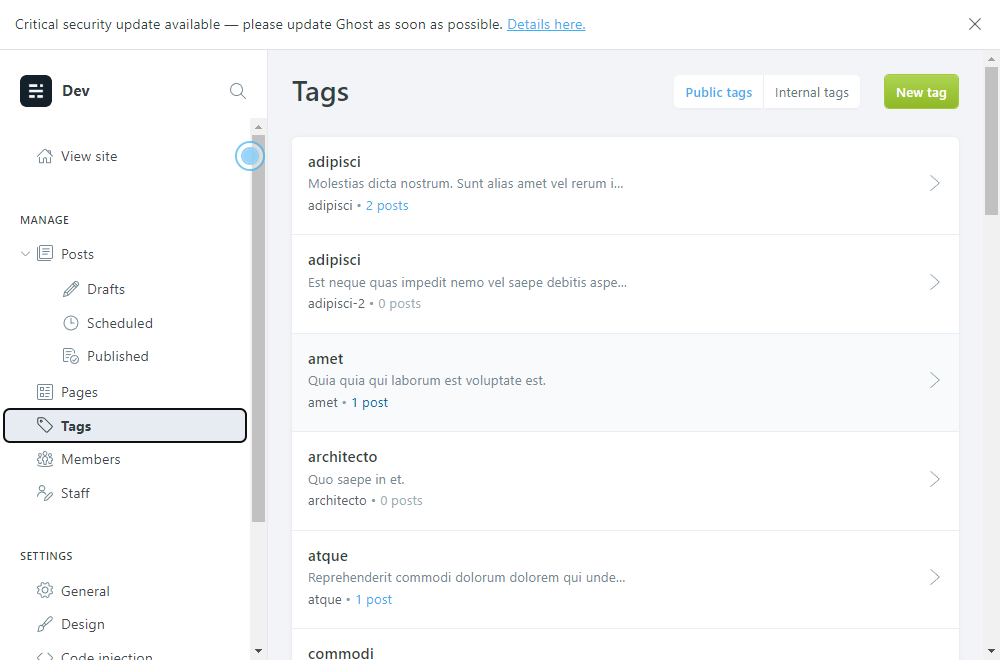 Critical security update available — please update Ghost as soon as possible. Details here.
Dev
View site
MANAGE
Posts
Drafts
Scheduled
Published
Pages
Tags
Members
Staff
SETTINGS
General
Design
Code injection
Tags
Public tags
Internal tags
New tag
adipisci
Molestias dicta nostrum. Sunt alias amet vel rerum i...
adipisci • 2 posts
adipisci
Est neque quas impedit nemo vel saepe debitis aspe...
adipisci-2 • 0 posts
amet
Quia quia qui laborum est voluptate est.
amet • 1 post
architecto
Quo saepe in et.
architecto • 0 posts
atque
Reprehenderit commodi dolorum dolorem qui unde...
atque • 1 post
commodi